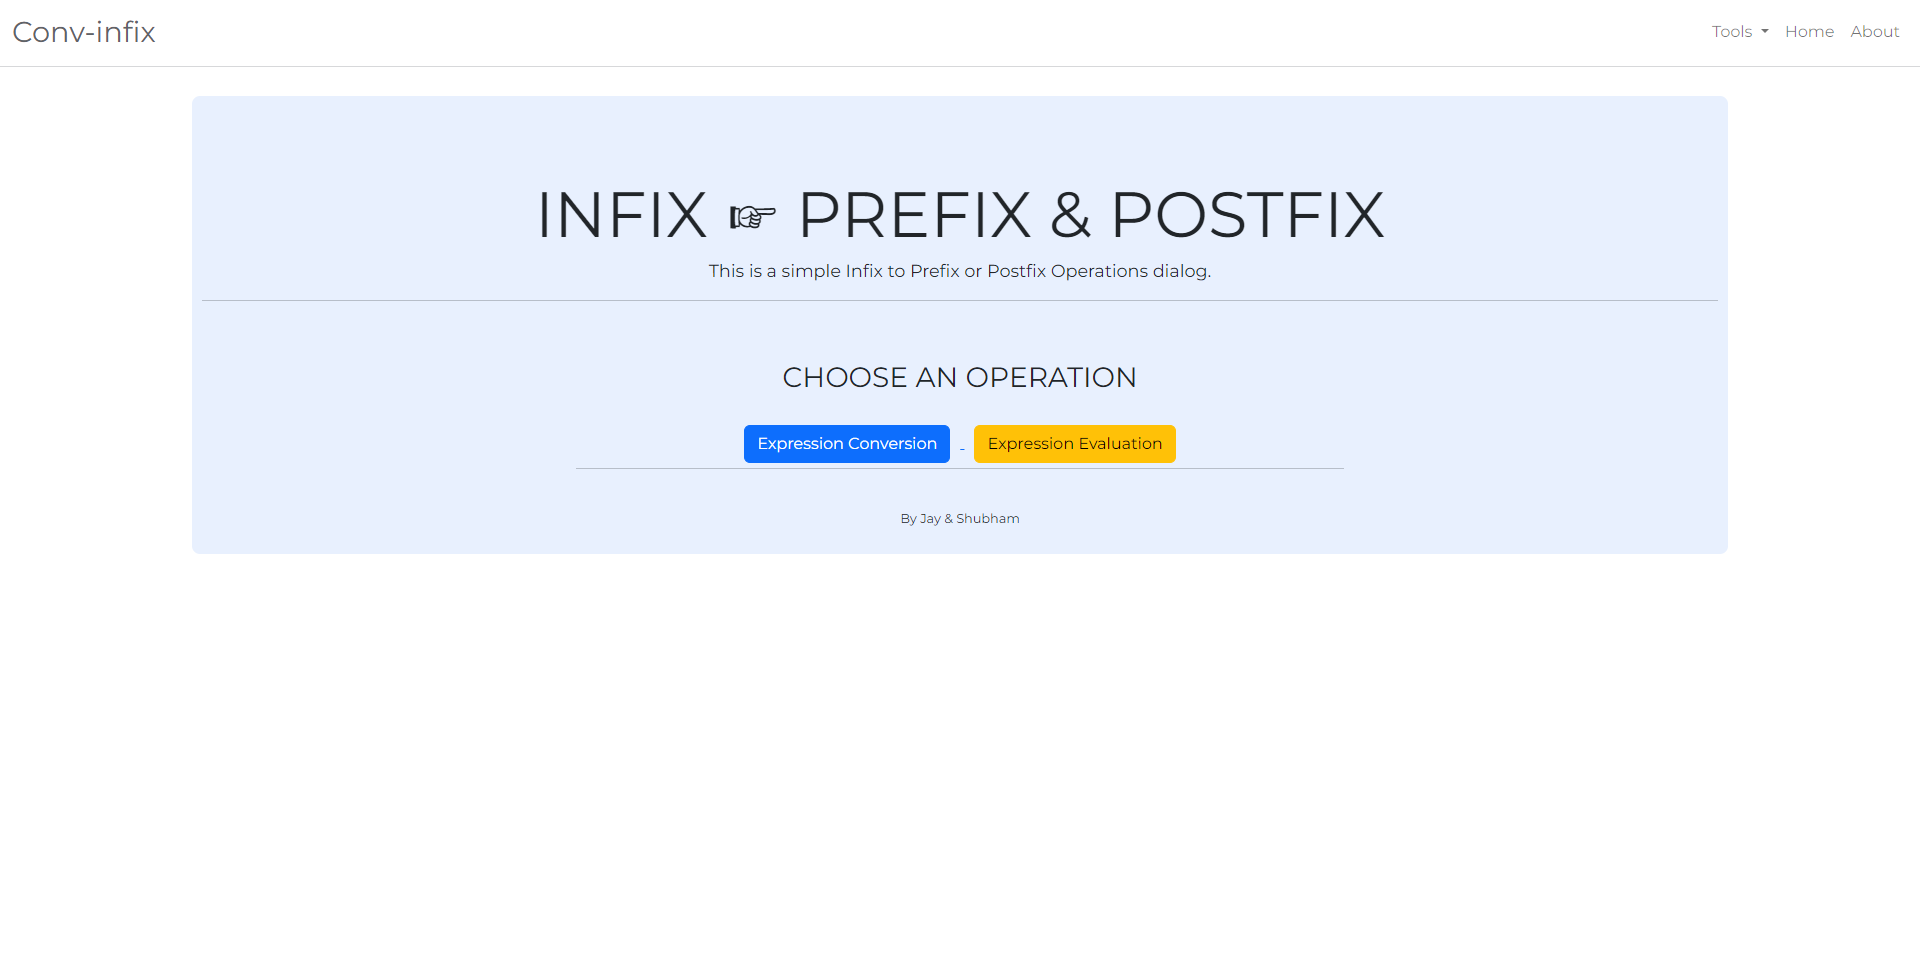 Conv-infix
Tools Home About
INFIX ☞ PREFIX & POSTFIX
This is a simple Infix to Prefix or Postfix Operations dialog.
CHOOSE AN OPERATION
Expression Conversion - Expression Evaluation
By Jay & Shubham